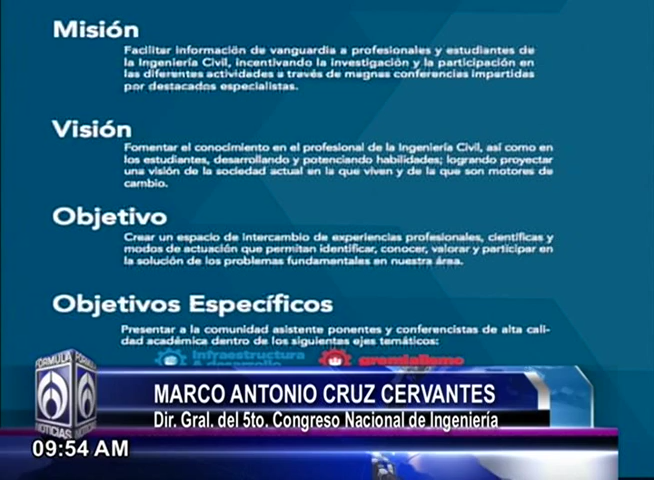 Misión
Facilitar información de vanguardia a profesionales y estudiantes de
la Ingeniería Civil, incentivando la investigación y la participación en
las diferentes actividades a través de magnas conferencias impartidas
por destacados especialistas.
Visión
Fomentar el conocimiento en el profesional de la Ingeniería Civil, así como en
los estudiantes, desarrollando y potenciando habilidades; logrando proyectar
una visión de la sociedad actual en la que viven y de la que son motores de
cambio.
Objetivo
Crear un espacio de intercambio de experiencias profesionales, científicas y
modos de actuación que permitan identificar, conocer, valorar y participar en
la solución de los problemas fundamentales en nuestra área.
Objetivos Específicos
Presentar a la comunidad asistente ponentes y conferencistas de alta cali-
dad académica dentro de los siguientes ejes temáticos:
Infraestructura
& desarrollo
gremialismo
FORMULA
FORMULA
NOTICIAS
MARCO ANTONIO CRUZ CERVANTES
Dir. Gral. del 5to. Congreso Nacional de Ingeniería
09:54 AM